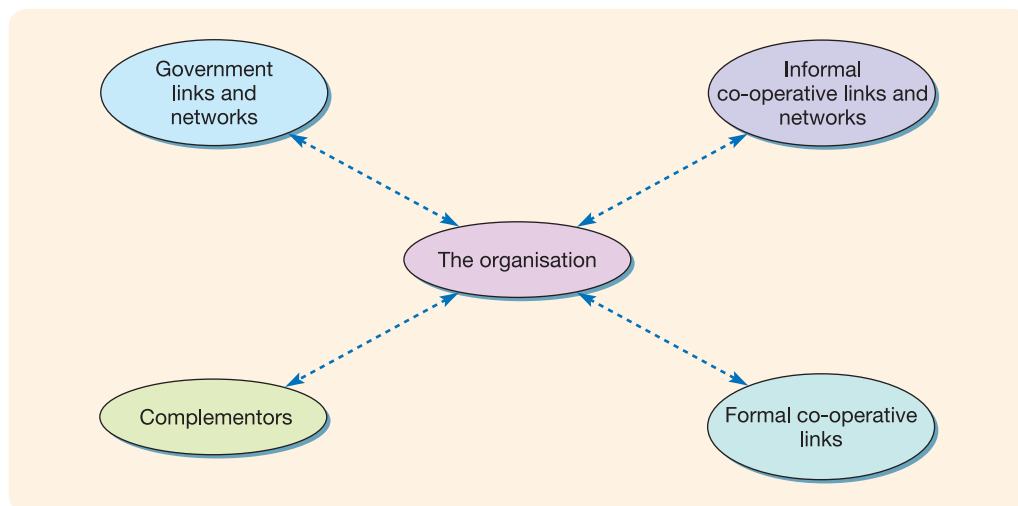 Government
links and
networks
Informal
co-operative links and
networks
The organisation
Complementors
Formal co-operative
links